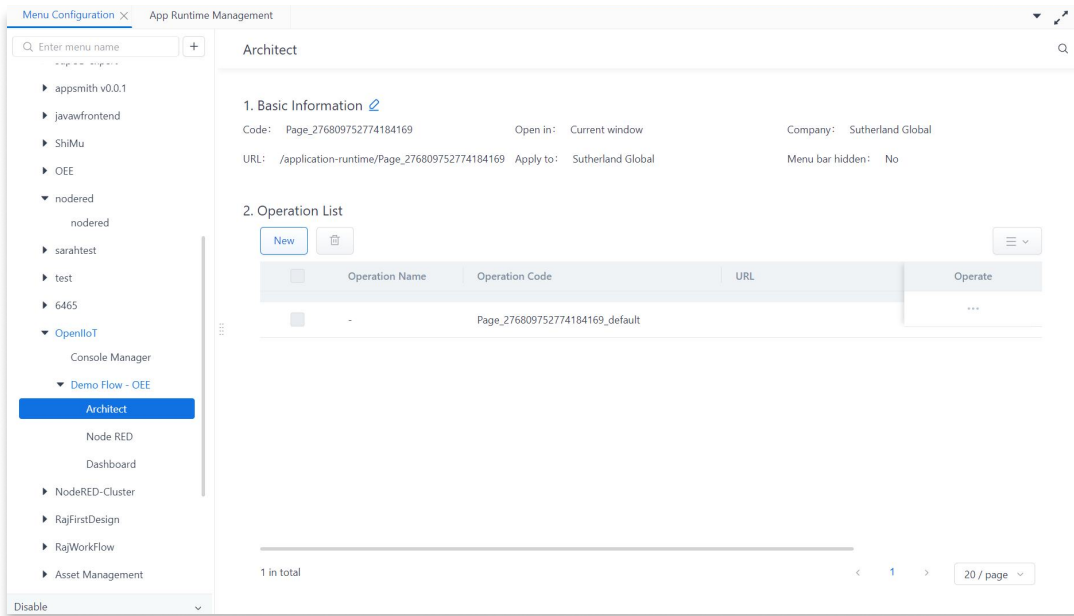 Menu Configuration
App Runtime Management
Enter menu name
appsmith v0.0.1
javawfrontend
ShiMu
OEE
nodered
nodered
sarahtest
test
6465
OpenIIoT
Console Manager
Demo Flow - OEE
Architect
Node RED
Dashboard
NodeRED-Cluster
RajFirstDesign
RajWorkFlow
Asset Management
Disable
Architect
1. Basic Information
Code: Page_276809752774184169 Open in: Current window Company: Sutherland Global
URL: /application-runtime/Page_276809752774184169 Apply to: Sutherland Global Menu bar hidden: No
2. Operation List
New
Operation Name Operation Code URL Operate
- Page_276809752774184169_default ...
1 in total < 1 > 20 / page